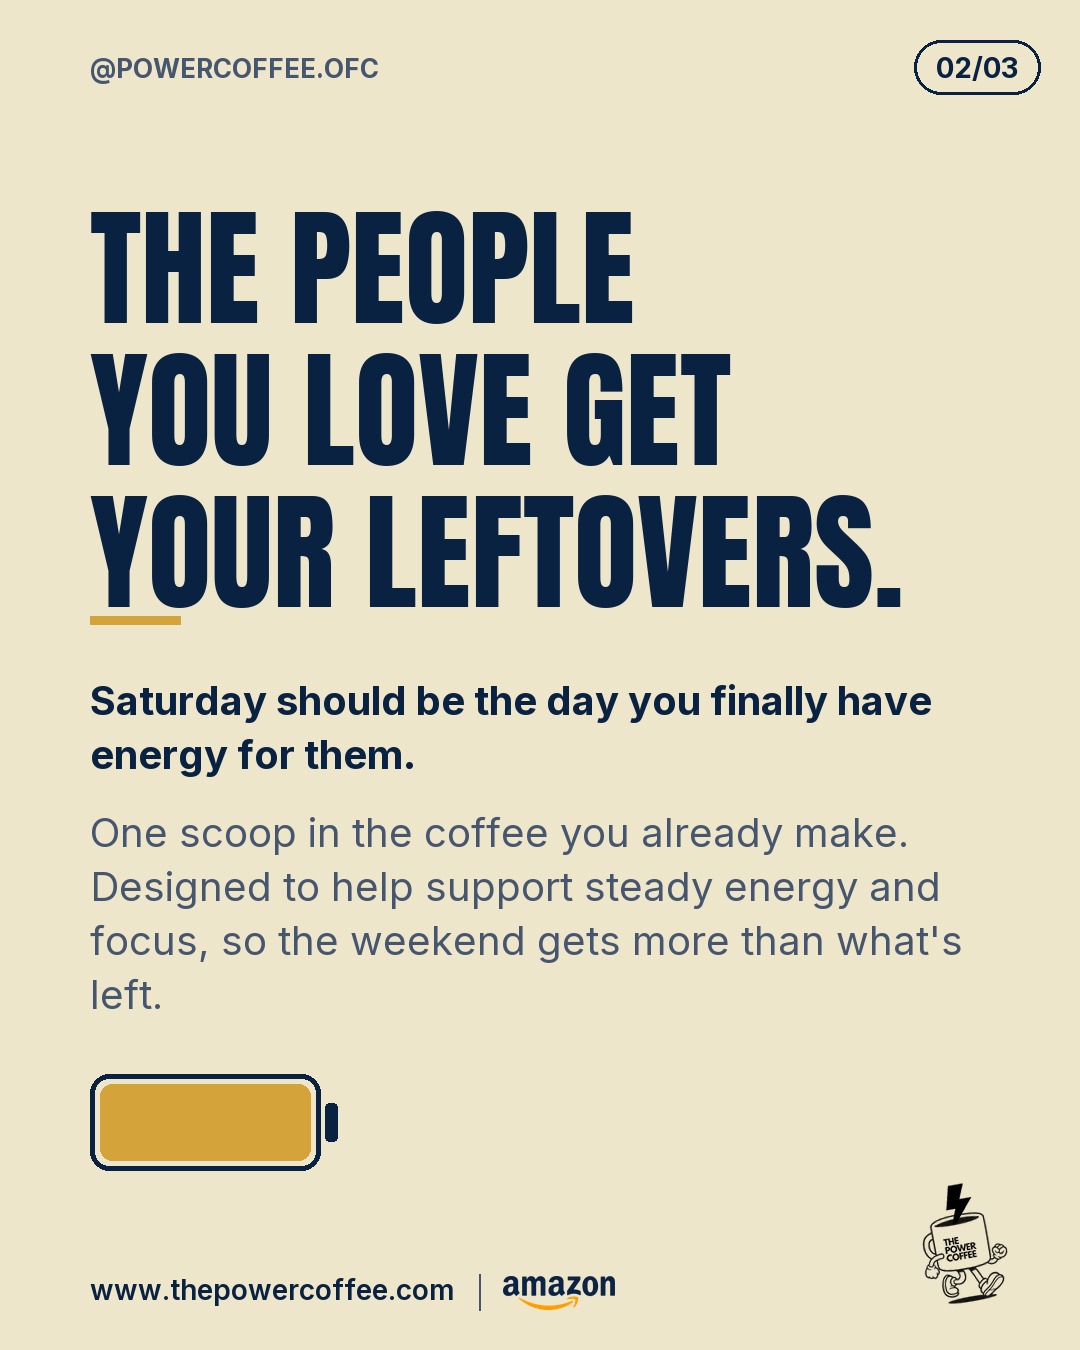 @POWERCOFFEE.OFC
02/03
THE PEOPLE
YOU LOVE GET
YOUR LEFTOVERS.
Saturday should be the day you finally have
energy for them.
One scoop in the coffee you already make.
Designed to help support steady energy and
focus, so the weekend gets more than what's
left.
THE
POWER
COFFEE
www.thepowercoffee.com
amazon